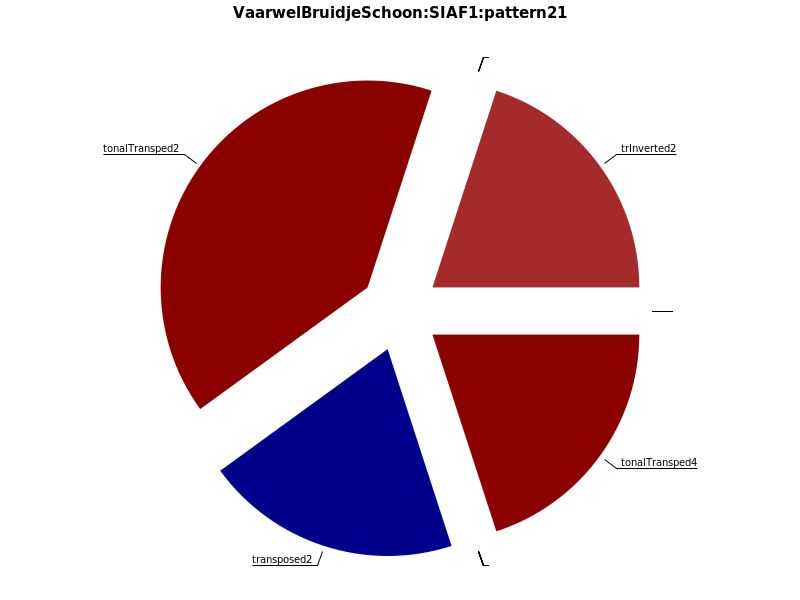 VaarwelBruidjeSchoon:SIAF1:pattern21
tonalTransped2
trInverted2
tonalTransped4
transposed2